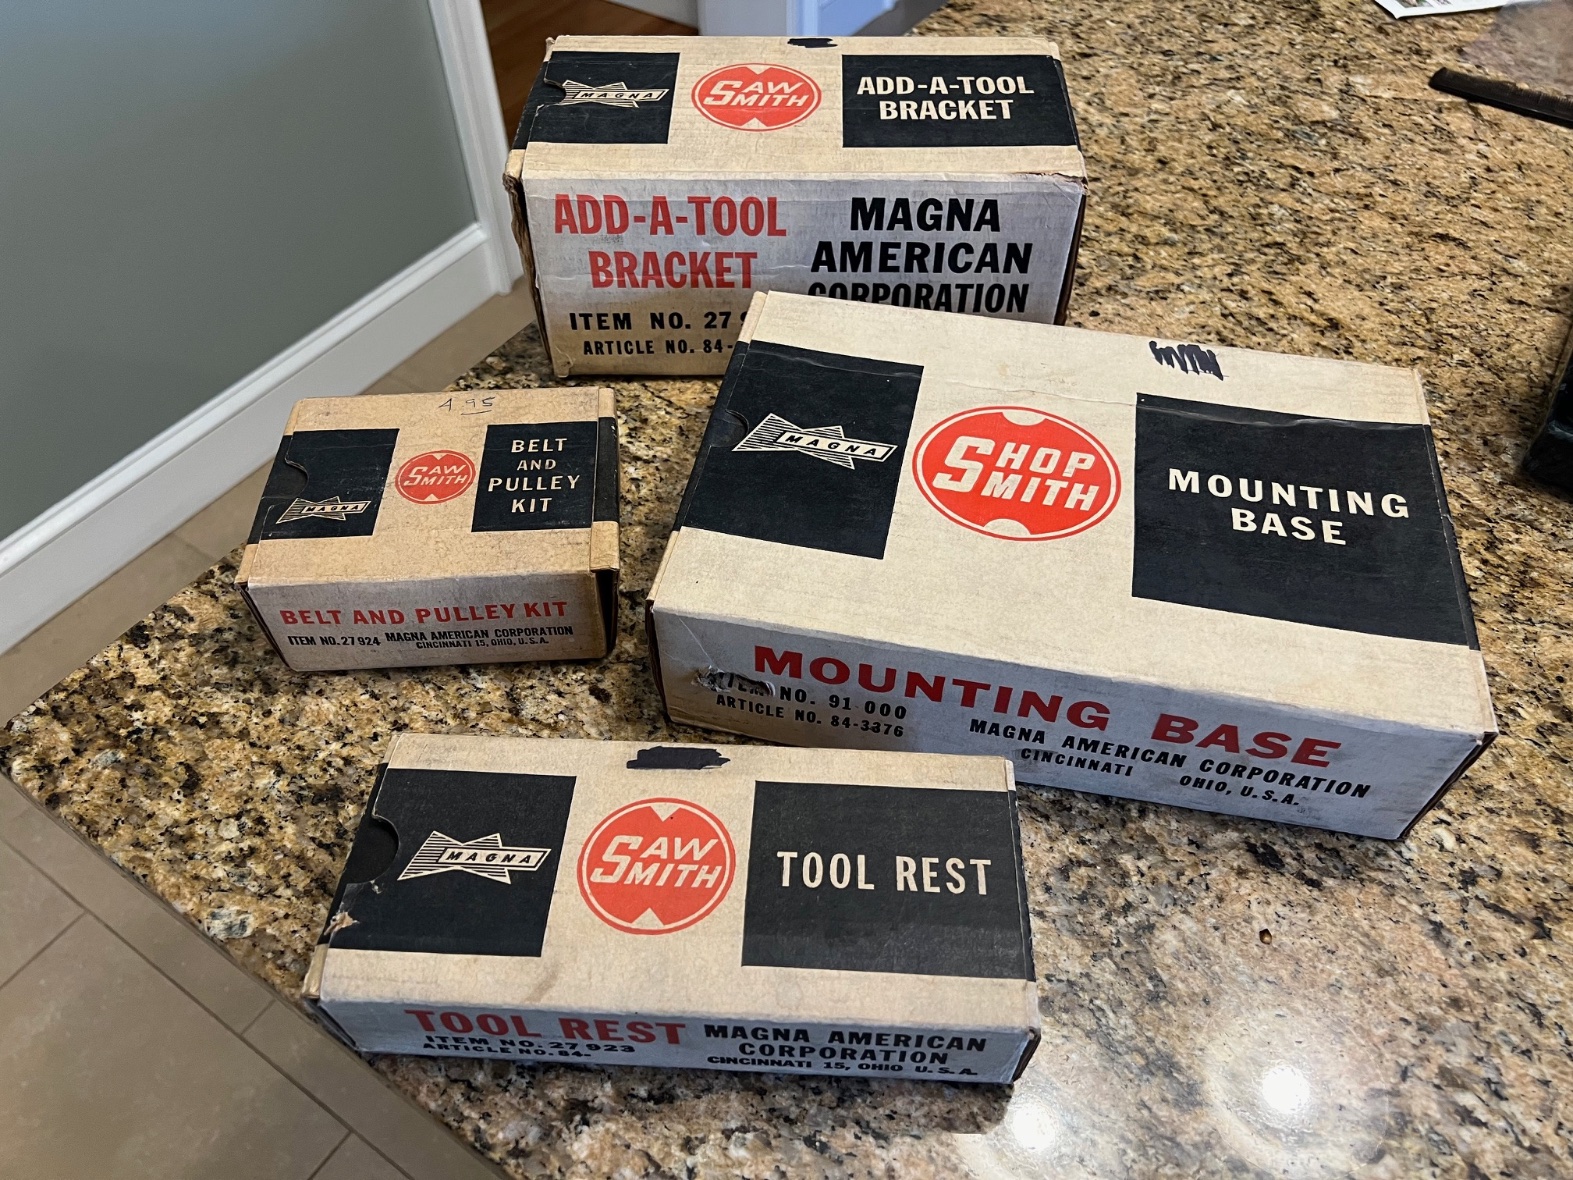 MAGNA
SAW
SMITH
ADD-A-TOOL
BRACKET
ADD-A-TOOL
BRACKET
ITEM NO. 27
ARTICLE NO. 84-
MAGNA
AMERICAN
CORPORATION
4 95
MAGNA
SAW
SMITH
BELT
AND
PULLEY
KIT
BELT AND PULLEY KIT
ITEM NO. 27 924 MAGNA AMERICAN CORPORATION
CINCINNATI 15, OHIO, U.S.A.
MAGNA
SHOP
SMITH
MOUNTING
BASE
MOUNTING BASE
ITEM NO. 91 000
ARTICLE NO. 84-3376
MAGNA AMERICAN CORPORATION
CINCINNATI OHIO, U.S.A.
MAGNA
SAW
SMITH
TOOL REST
TOOL REST
ITEM NO. 27 923
ARTICLE NO. 84-
MAGNA AMERICAN
CORPORATION
CINCINNATI 15, OHIO U.S.A.